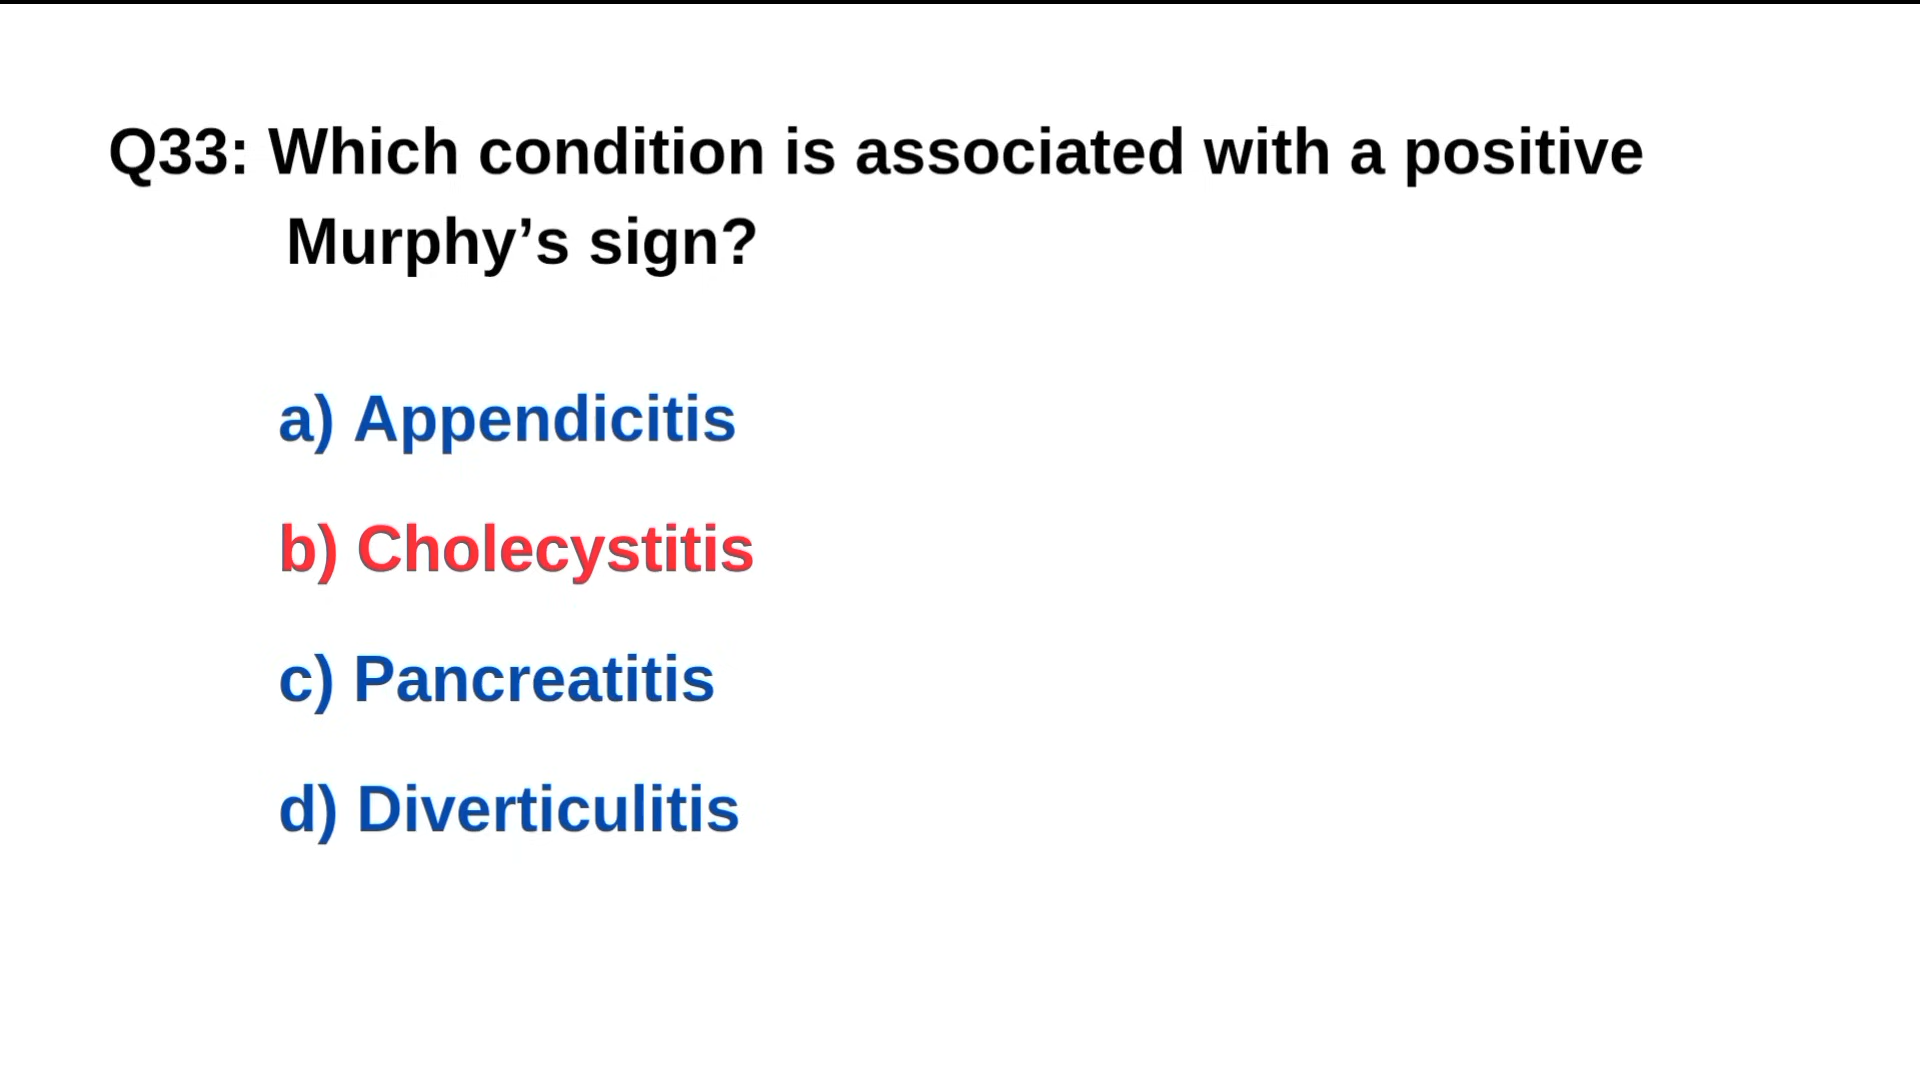 Q33: Which condition is associated with a positive
Murphy’s sign?
a) Appendicitis
b) Cholecystitis
c) Pancreatitis
d) Diverticulitis